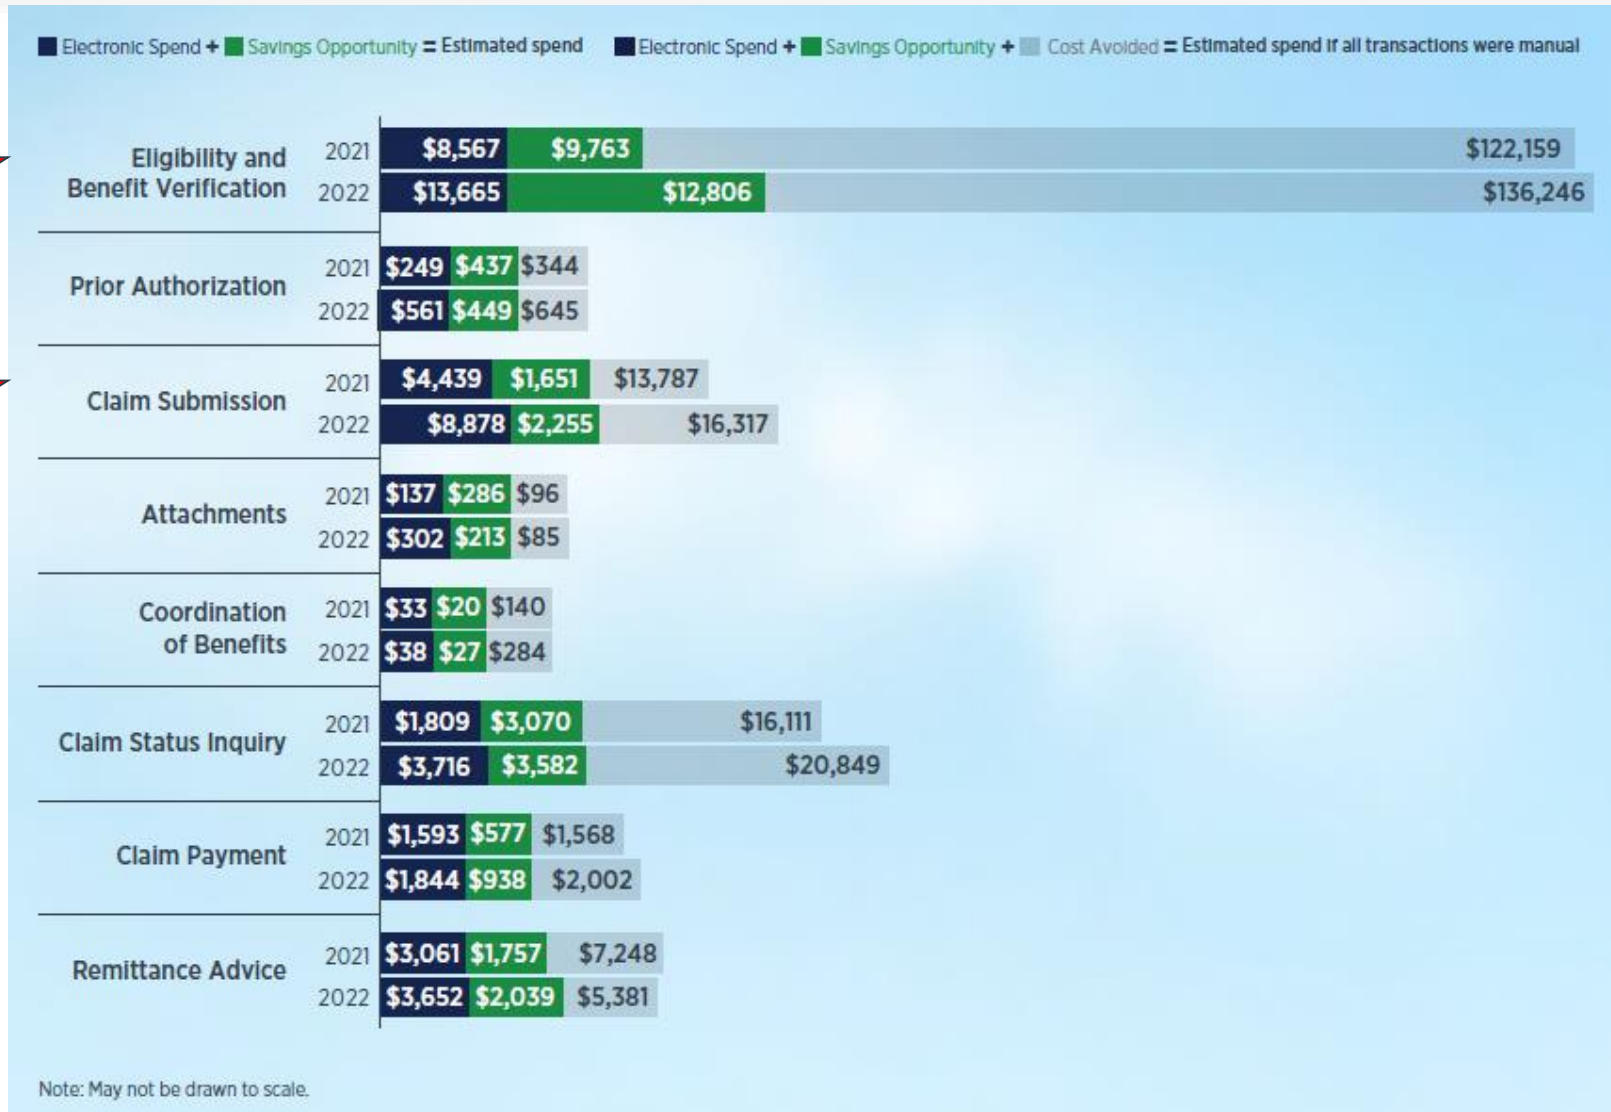 Electronic Spend + Savings Opportunity = Estimated spend Electronic Spend + Savings Opportunity + Cost Avoided = Estimated spend if all transactions were manual
Eligibility and
Benefit Verification
2021 $8,567 $9,763 $122,159
2022 $13,665 $12,806 $136,246
Prior Authorization
2021 $249 $437 $344
2022 $561 $449 $645
Claim Submission
2021 $4,439 $1,651 $13,787
2022 $8,878 $2,255 $16,317
Attachments
2021 $137 $286 $96
2022 $302 $213 $85
Coordination
of Benefits
2021 $33 $20 $140
2022 $38 $27 $284
Claim Status Inquiry
2021 $1,809 $3,070 $16,111
2022 $3,716 $3,582 $20,849
Claim Payment
2021 $1,593 $577 $1,568
2022 $1,844 $938 $2,002
Remittance Advice
2021 $3,061 $1,757 $7,248
2022 $3,652 $2,039 $5,381
Note: May not be drawn to scale.